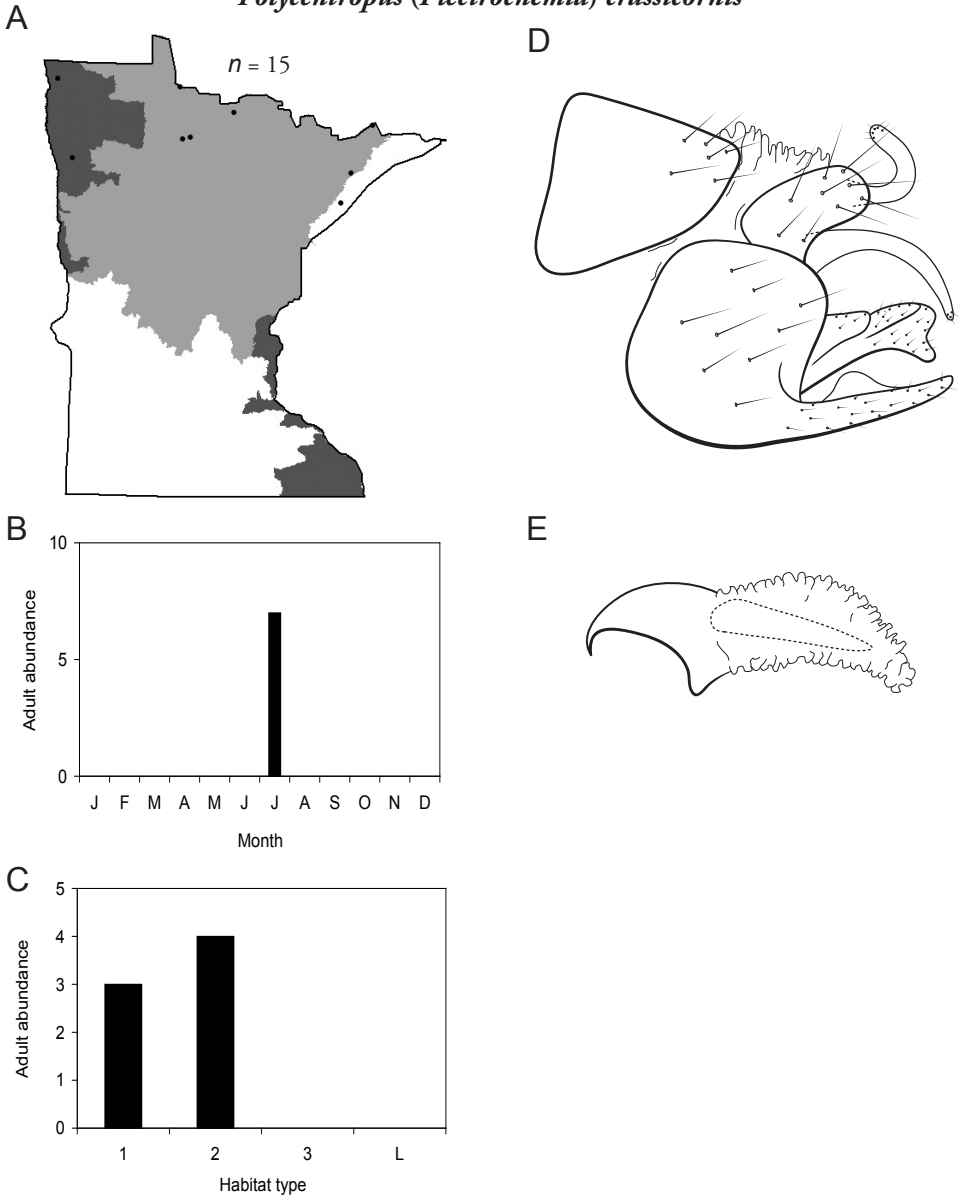 Polycentropus (Plectrocnemia) crassicornis
A
n = 15
D
B
10
5
0
Adult abundance
J F M A M J J A S O N D
Month
E
C
5
4
3
2
1
0
Adult abundance
1 2 3 L
Habitat type